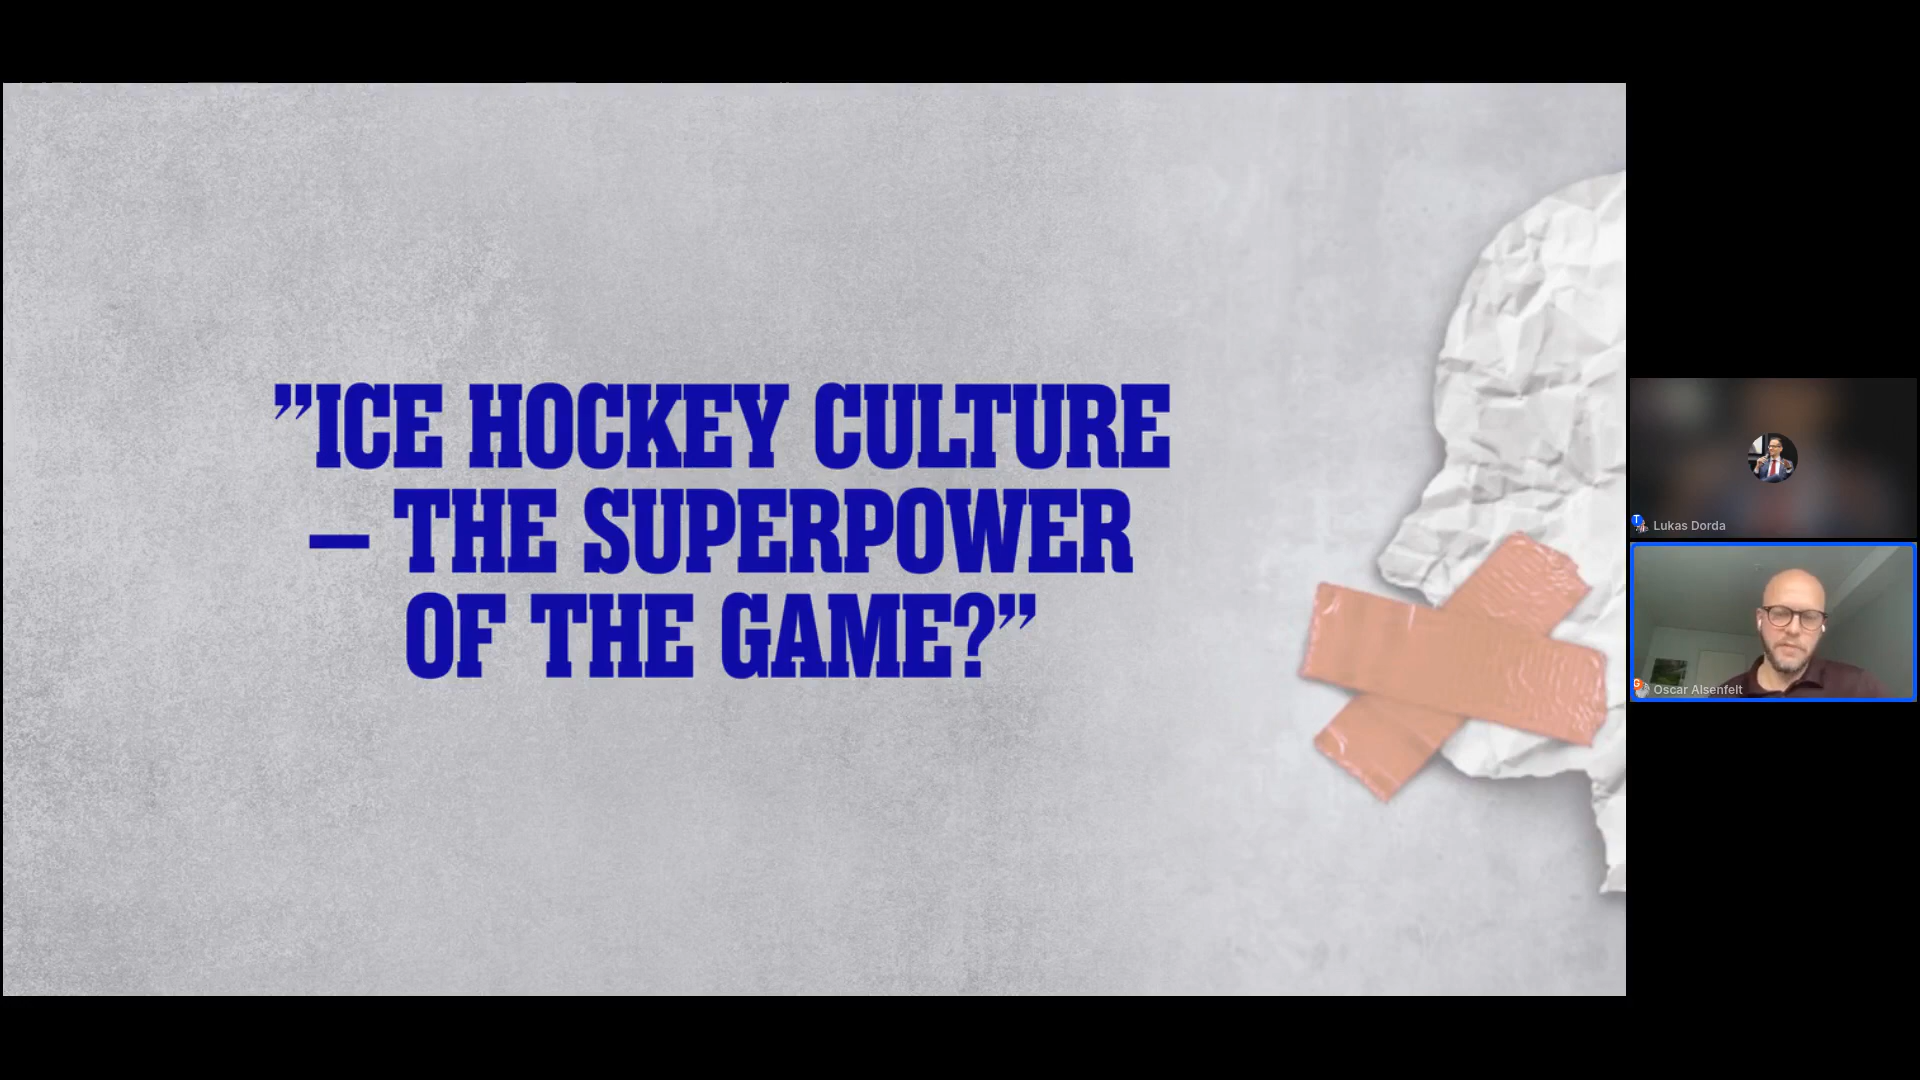 ”ICE HOCKEY CULTURE
– THE SUPERPOWER
OF THE GAME?”
Lukas Dorda
Oscar Alsenfelt